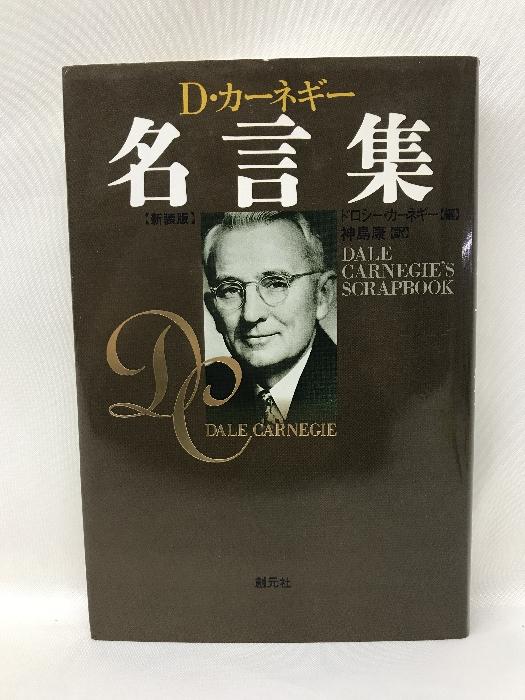 D・カーネギー
名言集
【新装版】
ドロシー・カーネギー【編】
神島康【訳】
DALE
CARNEGIE'S
SCRAPBOOK
DC
DALE CARNEGIE
創元社